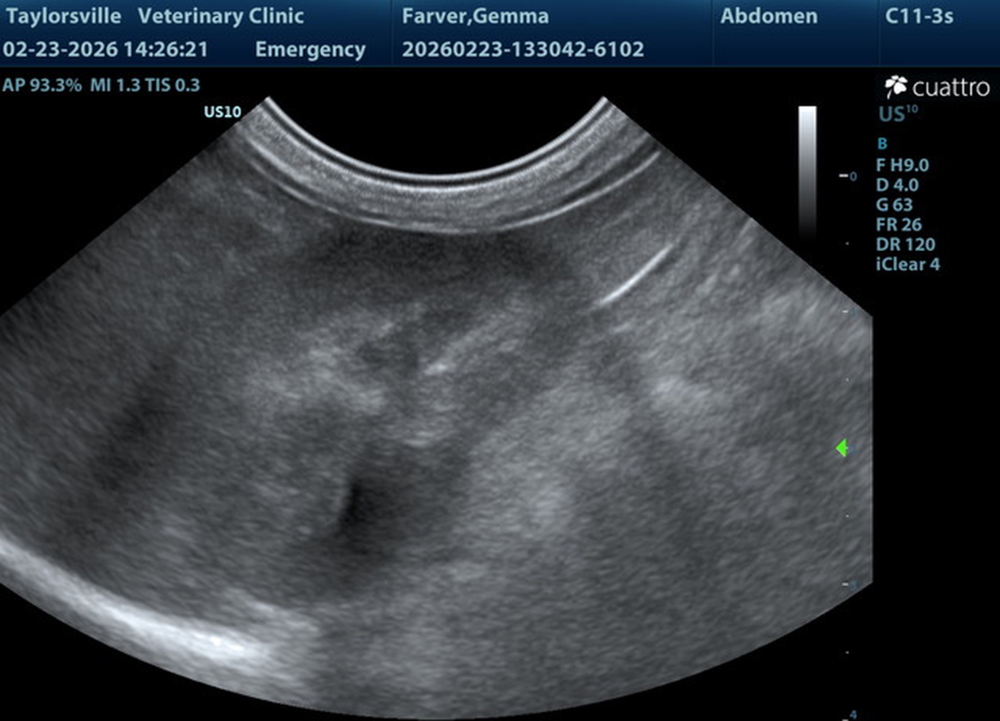 Taylorsville Veterinary Clinic
Farver,Gemma
Abdomen
C11-3s
02-23-2026 14:26:21
Emergency
20260223-133042-6102
AP 93.3% MI 1.3 TIS 0.3
cuattro
US10
US10
B
F H9.0
D 4.0
G 63
FR 26
DR 120
iClear 4
0
4